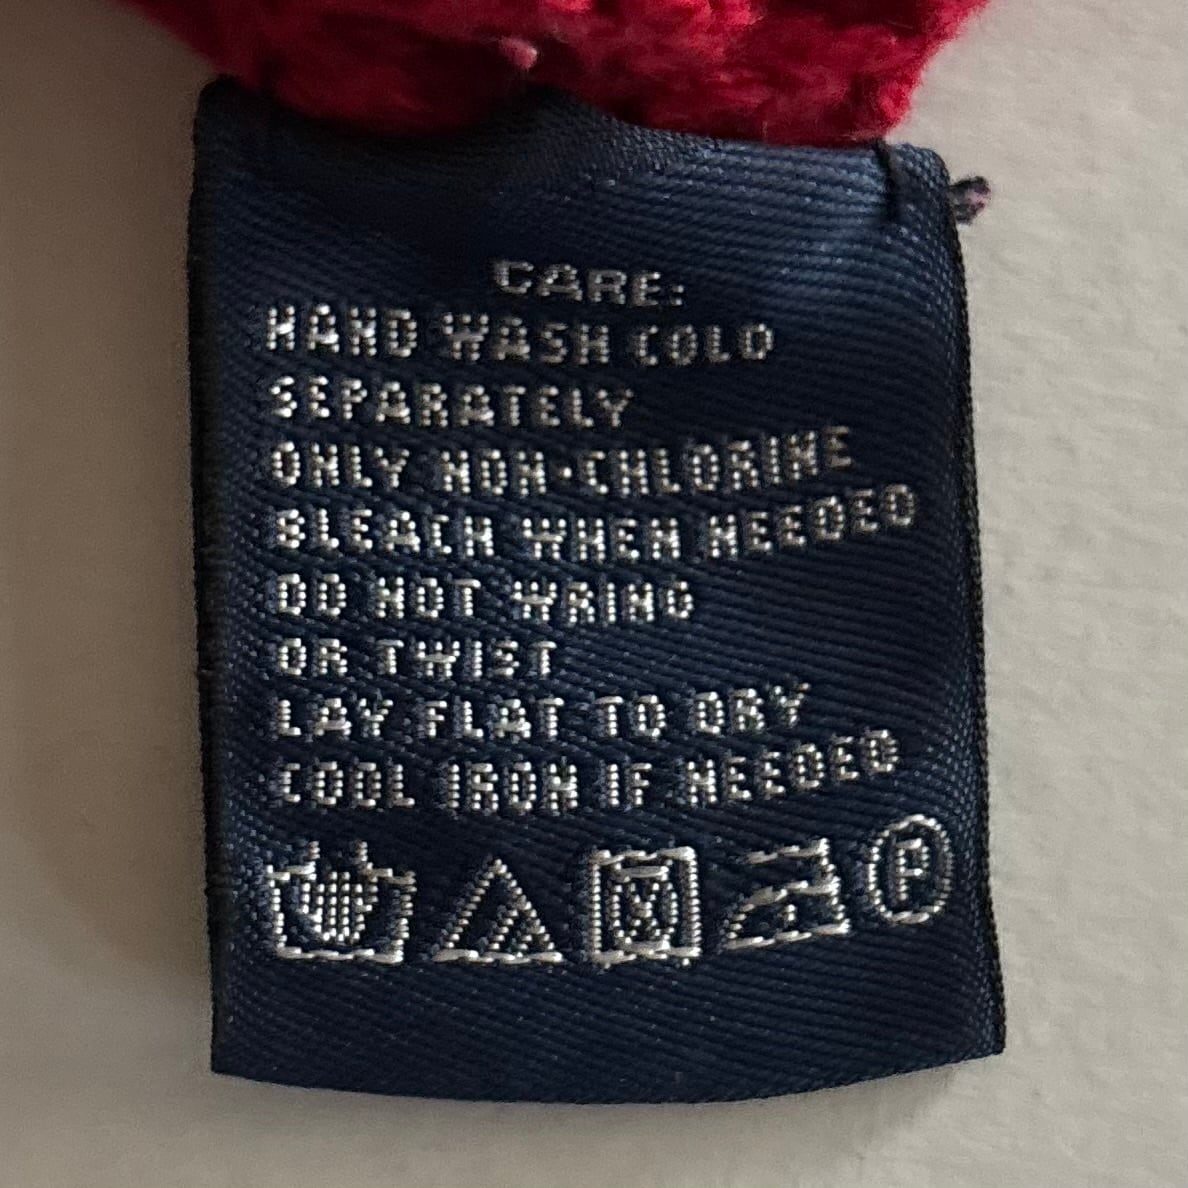 CARE:
HAND WASH COLD
SEPARATELY
ONLY NON-CHLORINE
BLEACH WHEN NEEDED
DO NOT WRING
OR TWIST
LAY FLAT TO DRY
COOL IRON IF NEEDED
P